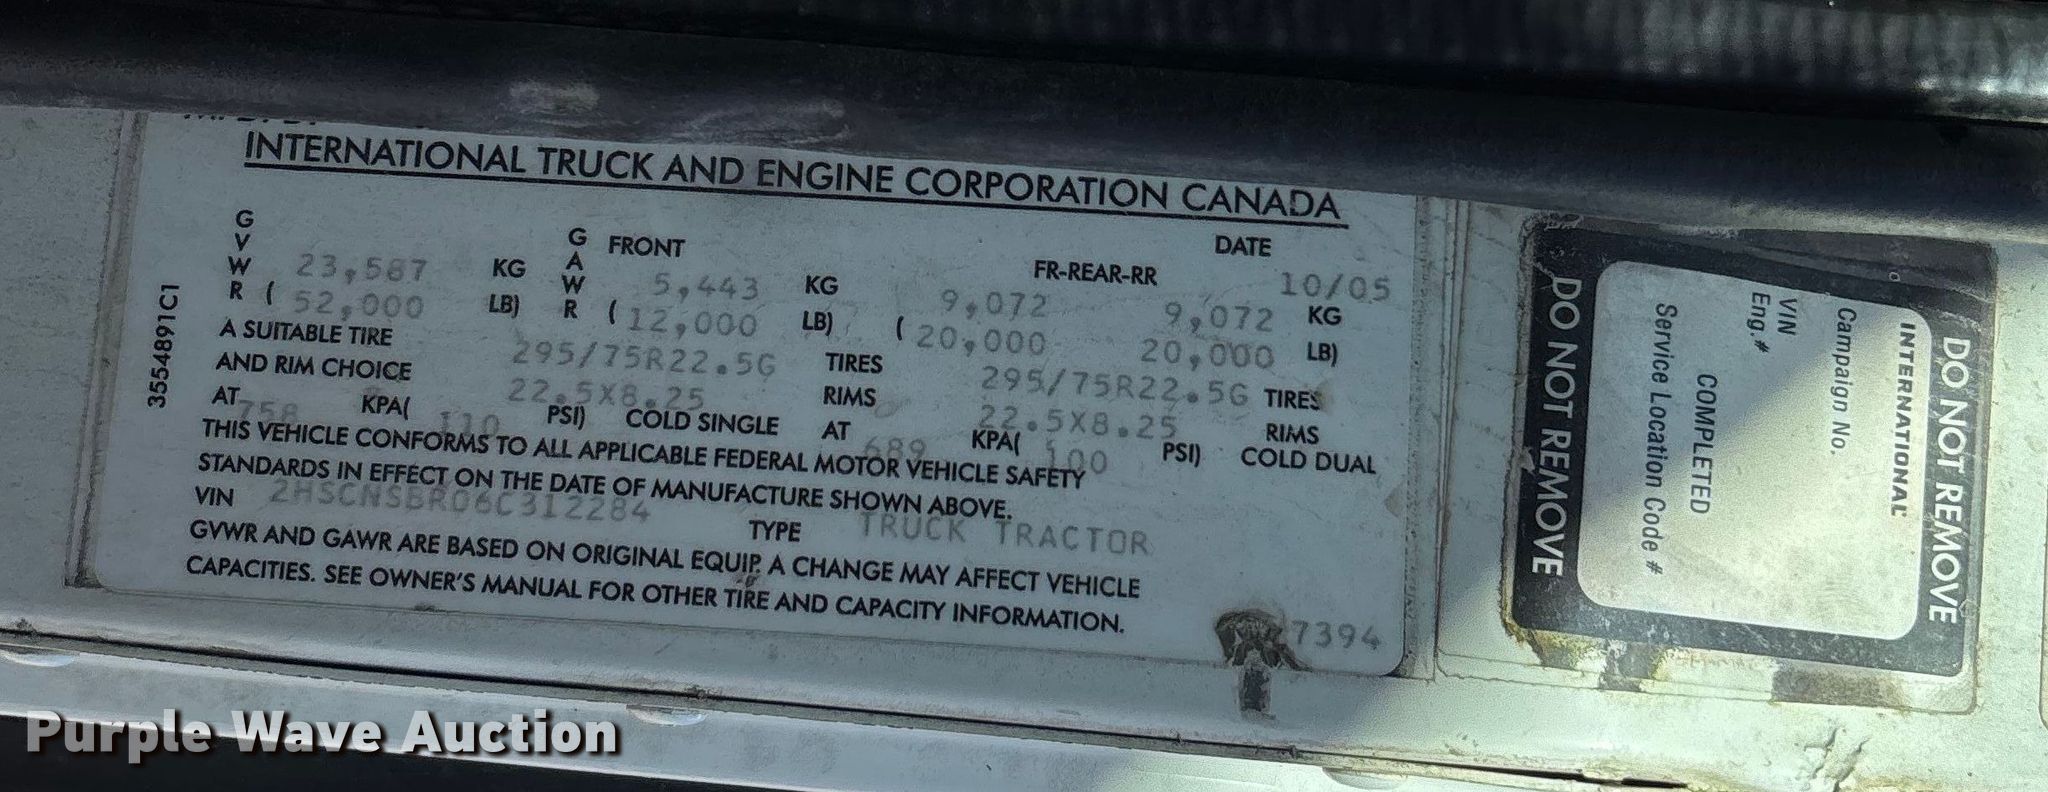 INTERNATIONAL TRUCK AND ENGINE CORPORATION CANADA
GVWR GAWR FRONT FR-REAR-RR DATE
23,587 KG 5,443 KG 9,072 9,072 KG 10/05
( 52,000 LB) ( 12,000 LB) ( 20,000 20,000 LB)
A SUITABLE TIRE 295/75R22.5G TIRES 295/75R22.5G TIRES
AND RIM CHOICE 22.5X8.25 RIMS 22.5X8.25 RIMS
AT 758 KPA( 110 PSI) COLD SINGLE AT 689 KPA( 100 PSI) COLD DUAL
THIS VEHICLE CONFORMS TO ALL APPLICABLE FEDERAL MOTOR VEHICLE SAFETY
STANDARDS IN EFFECT ON THE DATE OF MANUFACTURE SHOWN ABOVE.
VIN 2HSCNSBR06C312284 TYPE TRUCK TRACTOR
GVWR AND GAWR ARE BASED ON ORIGINAL EQUIP. A CHANGE MAY AFFECT VEHICLE
CAPACITIES. SEE OWNER'S MANUAL FOR OTHER TIRE AND CAPACITY INFORMATION.
7394
3554891C1
DO NOT REMOVE
INTERNATIONAL
Campaign No.
VIN
Eng.#
COMPLETED
Service Location Code #
DO NOT REMOVE
Purple Wave Auction